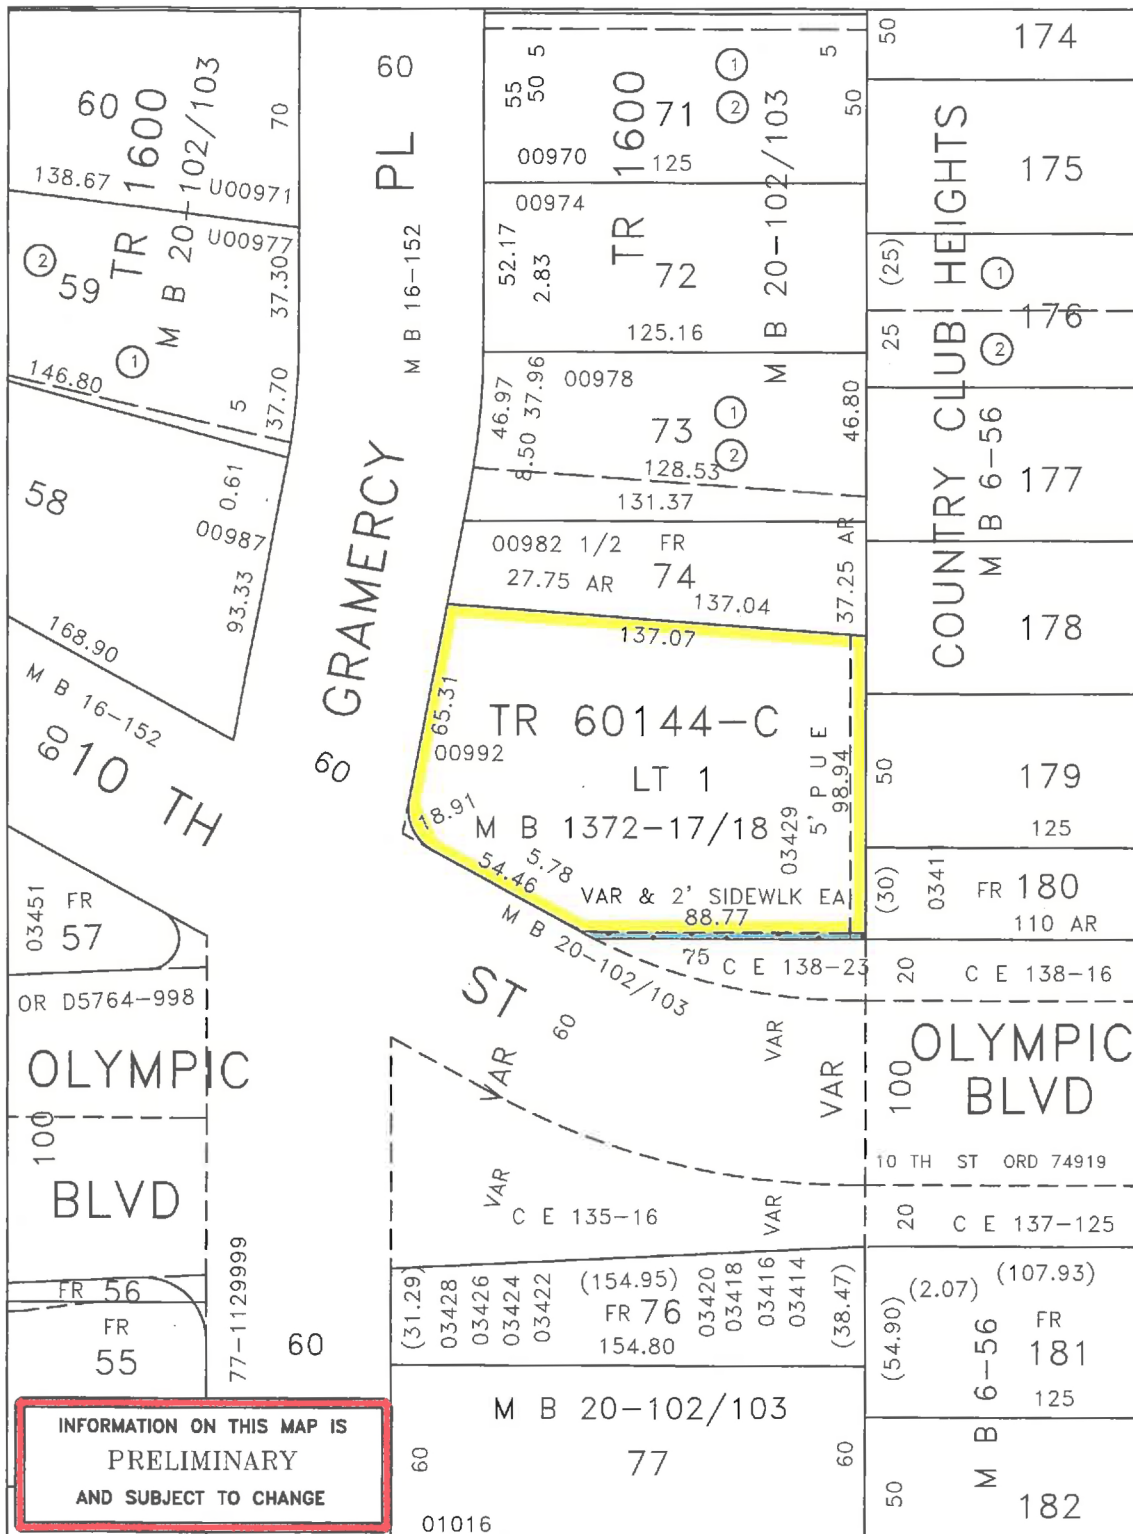 60
TR 1600
M B 20-102/103
70
138.67
U00971
U00977
2
59
37.30
1
146.80
5
37.70
58
0.61
00987
93.33
168.90
M B 16-152
60
10 TH
ST
60
GRAMERCY PL
M B 16-152
60
55
50
5
TR 1600
71
1
2
5
50
00970
125
M B 20-102/103
00974
52.17
2.83
72
125.16
00978
46.97
37.96
8.50
73
1
2
46.80
128.53
131.37
00982 1/2 FR
27.75 AR
74
137.04
37.25 AR
137.07
65.31
00992
TR 60144-C
LT 1
M B 1372-17/18
18.91
54.46
5.78
03429
5' P U E
98.94
VAR & 2' SIDEWLK EA
88.77
M B 20-102/103
75
C E 138-23
60
VAR
VAR
VAR
50
174
175
COUNTRY CLUB HEIGHTS
M B 6-56
(25)
1
25
176
2
177
178
50
179
125
(30)
0341
FR 180
110 AR
20
C E 138-16
OLYMPIC
BLVD
100
10 TH ST ORD 74919
20
C E 137-125
03451
FR
57
OR D5764-998
OLYMPIC
100
BLVD
FR 56
FR
55
77-1129999
60
VAR
C E 135-16
VAR
(31.29)
03428
03426
03424
03422
(154.95)
FR 76
154.80
03420
03418
03416
03414
(38.47)
(54.90)
(2.07)
(107.93)
FR
181
125
M B 6-56
M B 20-102/103
60
77
60
01016
50
182
INFORMATION ON THIS MAP IS
PRELIMINARY
AND SUBJECT TO CHANGE